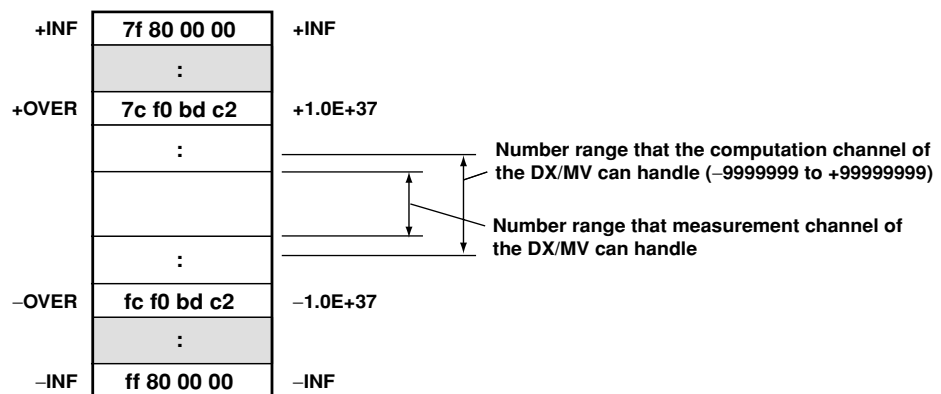 +INF 7f 80 00 00 +INF
:
+OVER 7c f0 bd c2 +1.0E+37
:
Number range that the computation channel of
the DX/MV can handle (–9999999 to +99999999)
Number range that measurement channel of
the DX/MV can handle
:
–OVER fc f0 bd c2 –1.0E+37
:
–INF ff 80 00 00 –INF